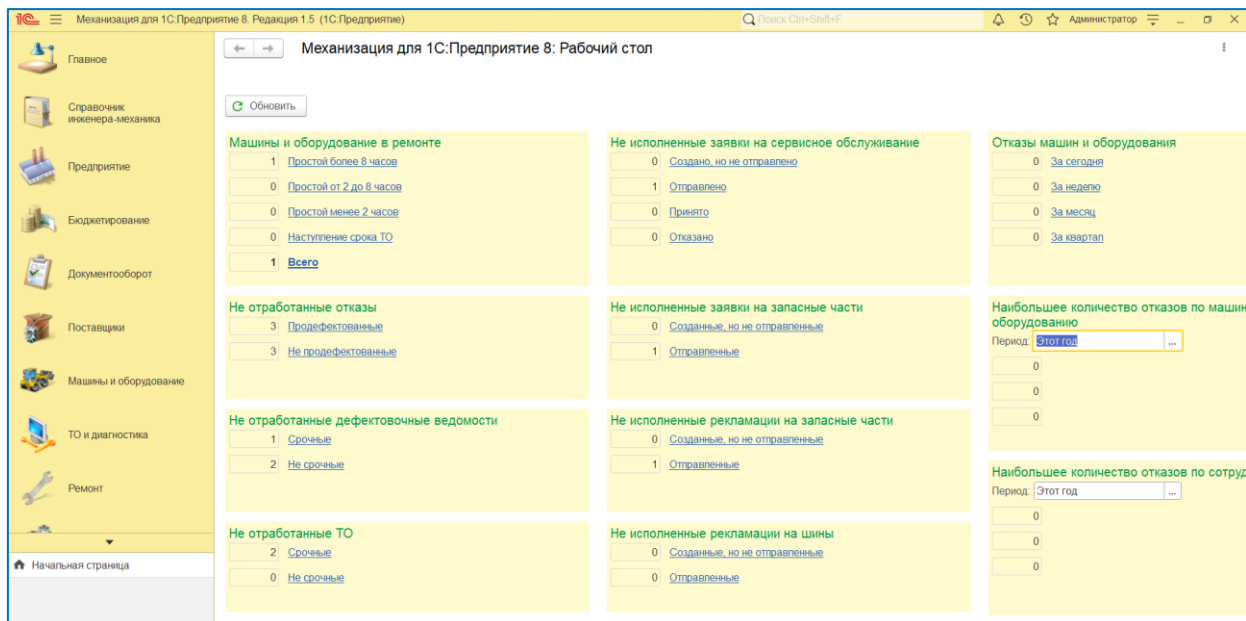 1С Механизация для 1С:Предприятие 8. Редакция 1.5 (1С:Предприятие)
Поиск Ctrl+Shift+F
Администратор
Главное
Справочник
инженера-механика
Предприятие
Бюджетирование
Документооборот
Поставщики
Машины и оборудование
ТО и диагностика
Ремонт
Начальная страница
Механизация для 1С:Предприятие 8: Рабочий стол
Обновить
Машины и оборудование в ремонте
1 Простой более 8 часов
0 Простой от 2 до 8 часов
0 Простой менее 2 часов
0 Наступление срока ТО
1 Всего
Не отработанные отказы
3 Продефектованные
3 Не продефектованные
Не отработанные дефектовочные ведомости
1 Срочные
2 Не срочные
Не отработанные ТО
2 Срочные
0 Не срочные
Не исполненные заявки на сервисное обслуживание
0 Создано, но не отправлено
1 Отправлено
0 Принято
0 Отказано
Не исполненные заявки на запасные части
0 Созданные, но не отправленные
1 Отправленные
Не исполненные рекламации на запасные части
0 Созданные, но не отправленные
1 Отправленные
Не исполненные рекламации на шины
0 Созданные, но не отправленные
0 Отправленные
Отказы машин и оборудования
0 За сегодня
0 За неделю
0 За месяц
0 За квартал
Наибольшее количество отказов по машин
оборудованию
Период: Этот год ...
0
0
0
Наибольшее количество отказов по сотруд
Период: Этот год ...
0
0
0